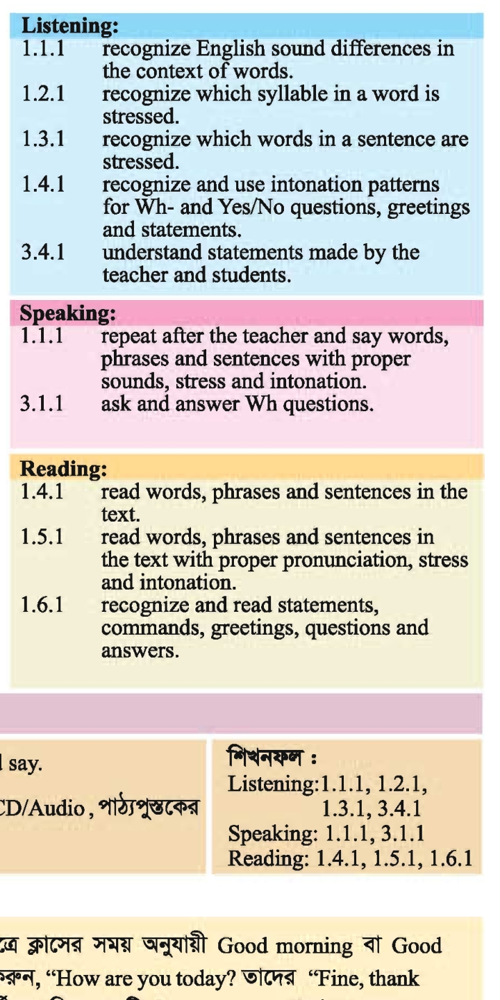 Listening:
1.1.1 recognize English sound differences in
the context of words.
1.2.1 recognize which syllable in a word is
stressed.
1.3.1 recognize which words in a sentence are
stressed.
1.4.1 recognize and use intonation patterns
for Wh- and Yes/No questions, greetings
and statements.
3.4.1 understand statements made by the
teacher and students.
Speaking:
1.1.1 repeat after the teacher and say words,
phrases and sentences with proper
sounds, stress and intonation.
3.1.1 ask and answer Wh questions.
Reading:
1.4.1 read words, phrases and sentences in the
text.
1.5.1 read words, phrases and sentences in
the text with proper pronunciation, stress
and intonation.
1.6.1 recognize and read statements,
commands, greetings, questions and
answers.
say.
CD/Audio , পাঠ্যপুস্তকের
শিখনফল :
Listening:1.1.1, 1.2.1,
1.3.1, 3.4.1
Speaking: 1.1.1, 3.1.1
Reading: 1.4.1, 1.5.1, 1.6.1
ক্লাসের সময় অনুযায়ী Good morning বা Good
“How are you today? তাদের “Fine, thank